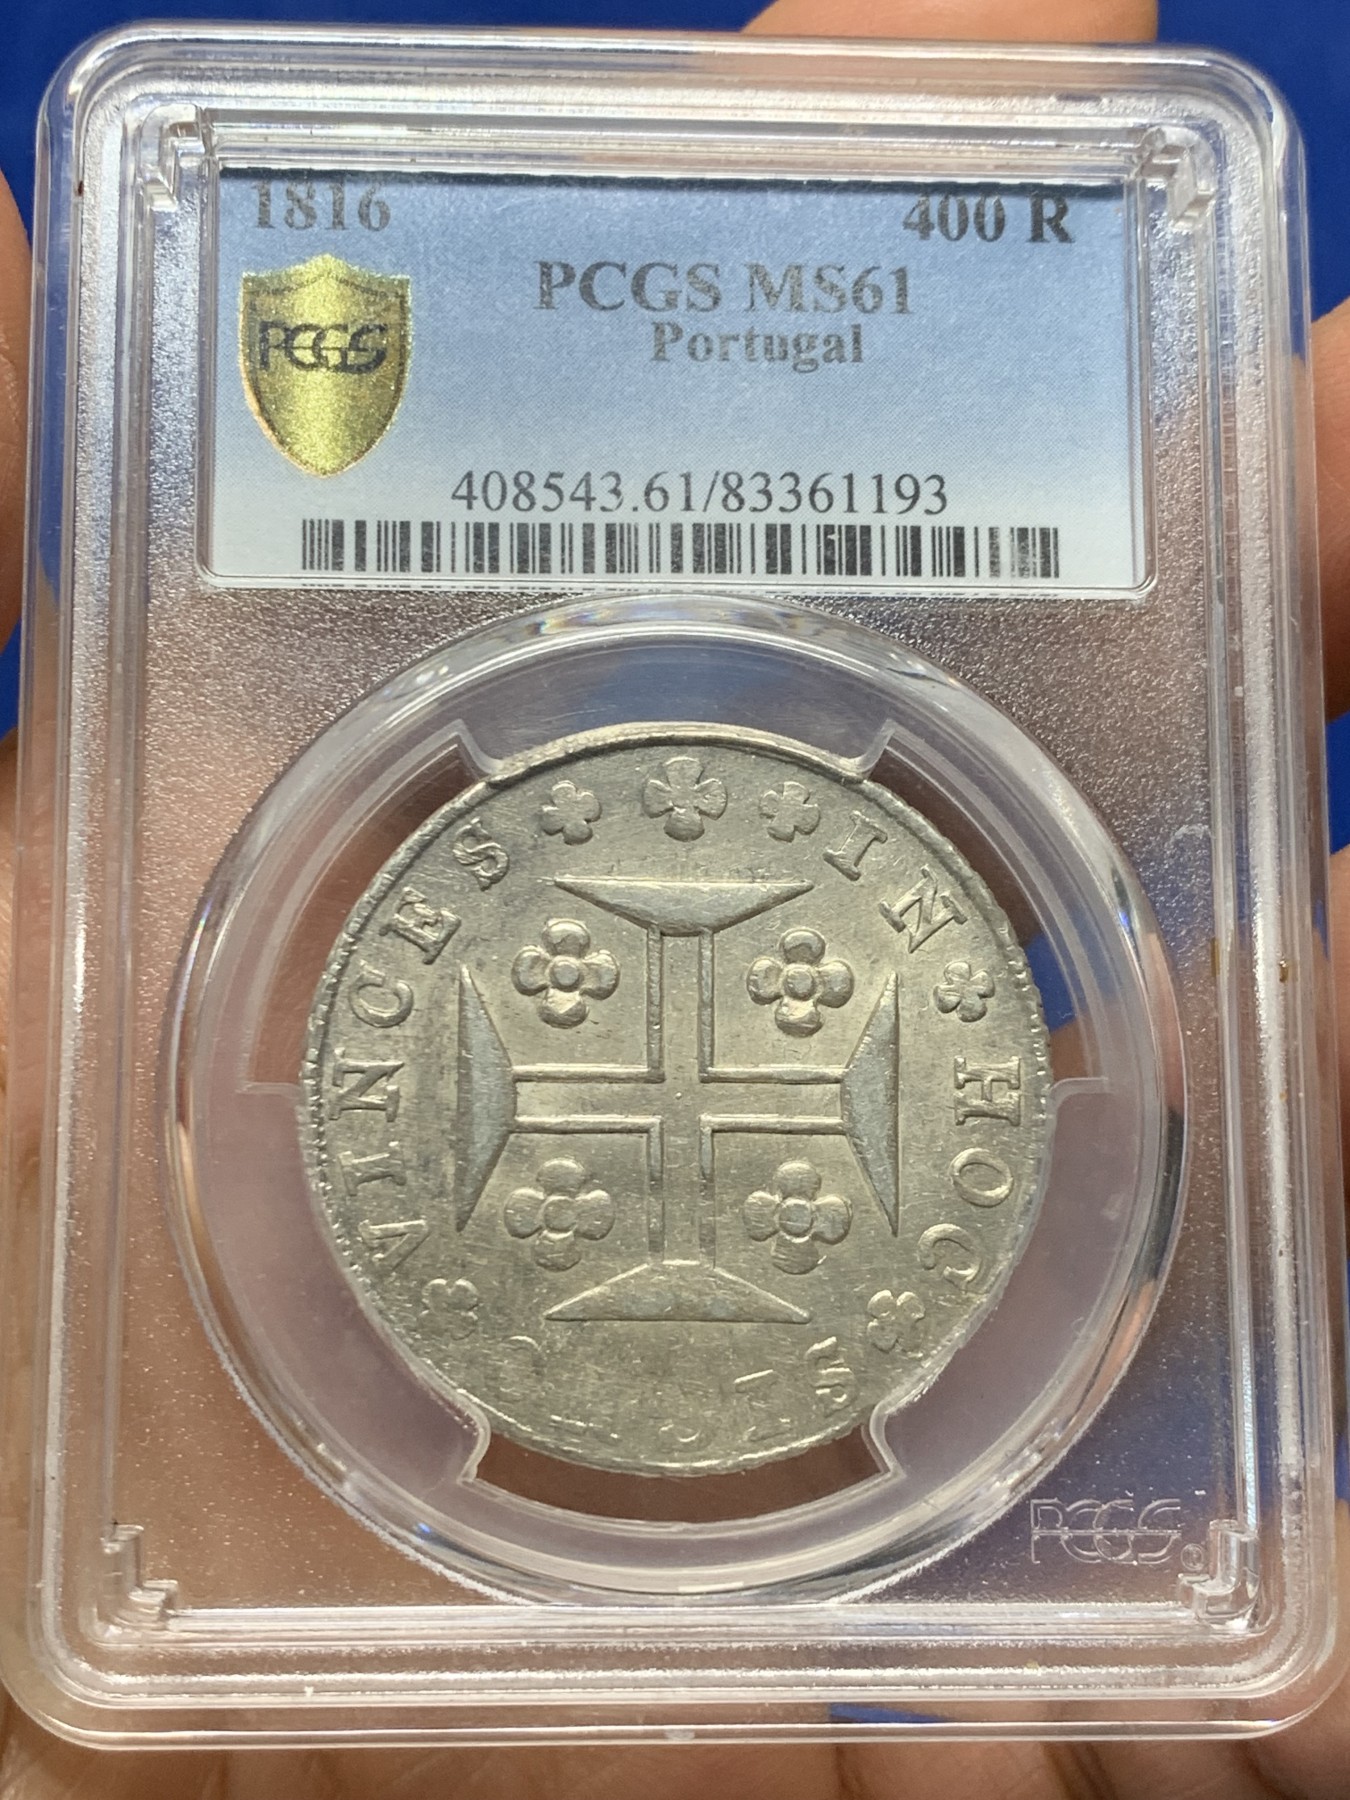 1816 400 R
PCGS MS61
PCGS
Portugal
408543.61/83361193
IN HOC VINCES
PCGS